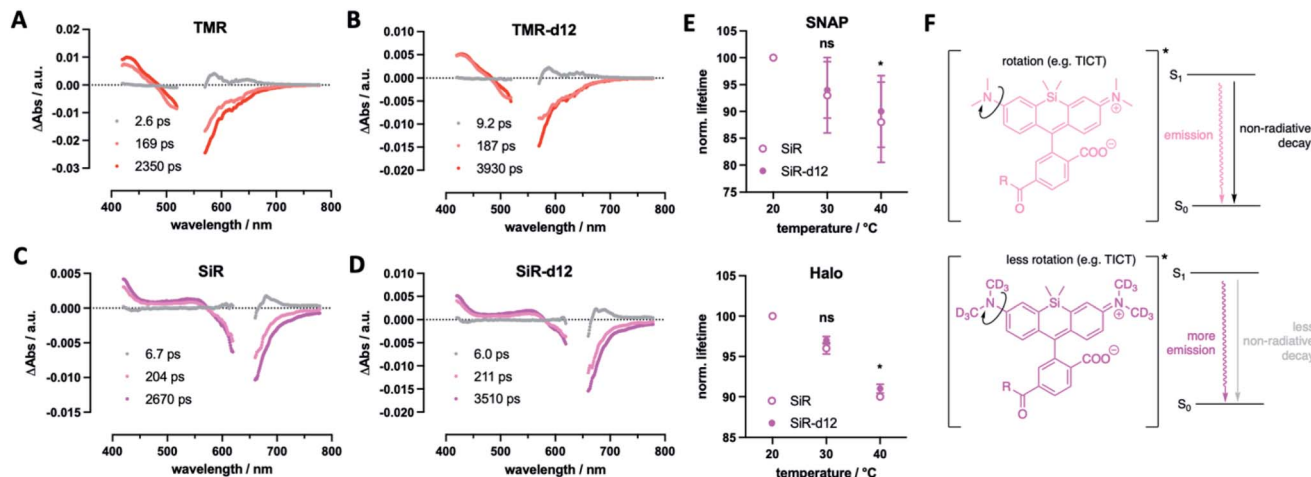 A
TMR
0.02
0.01
0.00
-0.01
-0.02
-0.03
ΔAbs / a.u.
2.6 ps
169 ps
2350 ps
400
500
600
700
800
wavelength / nm
B
TMR-d12
0.010
0.005
0.000
-0.005
-0.010
-0.015
-0.020
ΔAbs / a.u.
9.2 ps
187 ps
3930 ps
400
500
600
700
800
wavelength / nm
C
SiR
0.005
0.000
-0.005
-0.010
-0.015
ΔAbs / a.u.
6.7 ps
204 ps
2670 ps
400
500
600
700
800
wavelength / nm
D
SiR-d12
0.010
0.005
0.000
-0.005
-0.010
-0.015
-0.020
ΔAbs / a.u.
6.0 ps
211 ps
3510 ps
400
500
600
700
800
wavelength / nm
E
SNAP
105
100
95
90
85
80
75
norm. lifetime
ns
*
SiR
SiR-d12
20
30
40
temperature / °C
Halo
105
100
95
90
85
norm. lifetime
ns
*
SiR
SiR-d12
20
30
40
temperature / °C
F
rotation (e.g. TICT)
*
N
Si
N
⊕
COO⊖
R
O
S1
emission
non-radiative
decay
S0
less rotation (e.g. TICT)
*
CD3
CD3
N
Si
N
D3C
⊕
CD3
COO⊖
R
O
S1
more
emission
less
non-radiative
decay
S0